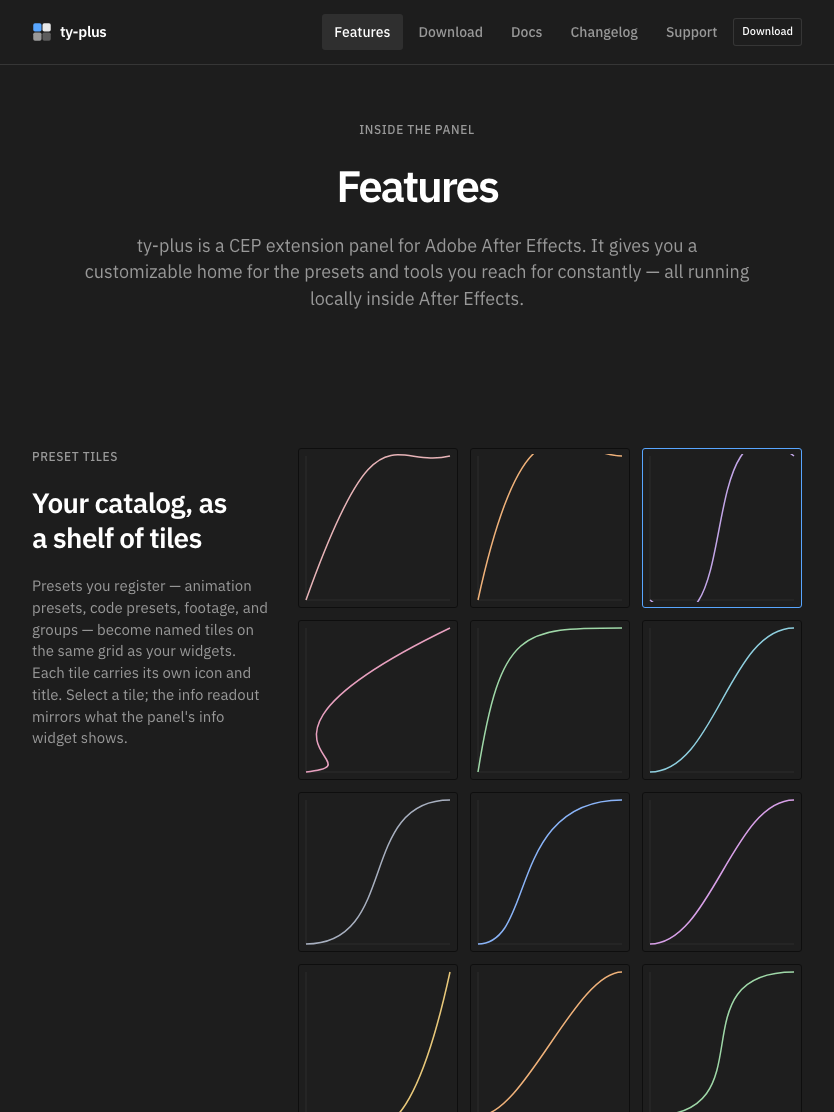 ty-plus
Features
Download
Docs
Changelog
Support
Download
INSIDE THE PANEL
Features
ty-plus is a CEP extension panel for Adobe After Effects. It gives you a
customizable home for the presets and tools you reach for constantly — all running
locally inside After Effects.
PRESET TILES
Your catalog, as
a shelf of tiles
Presets you register — animation
presets, code presets, footage, and
groups — become named tiles on
the same grid as your widgets.
Each tile carries its own icon and
title. Select a tile; the info readout
mirrors what the panel's info
widget shows.